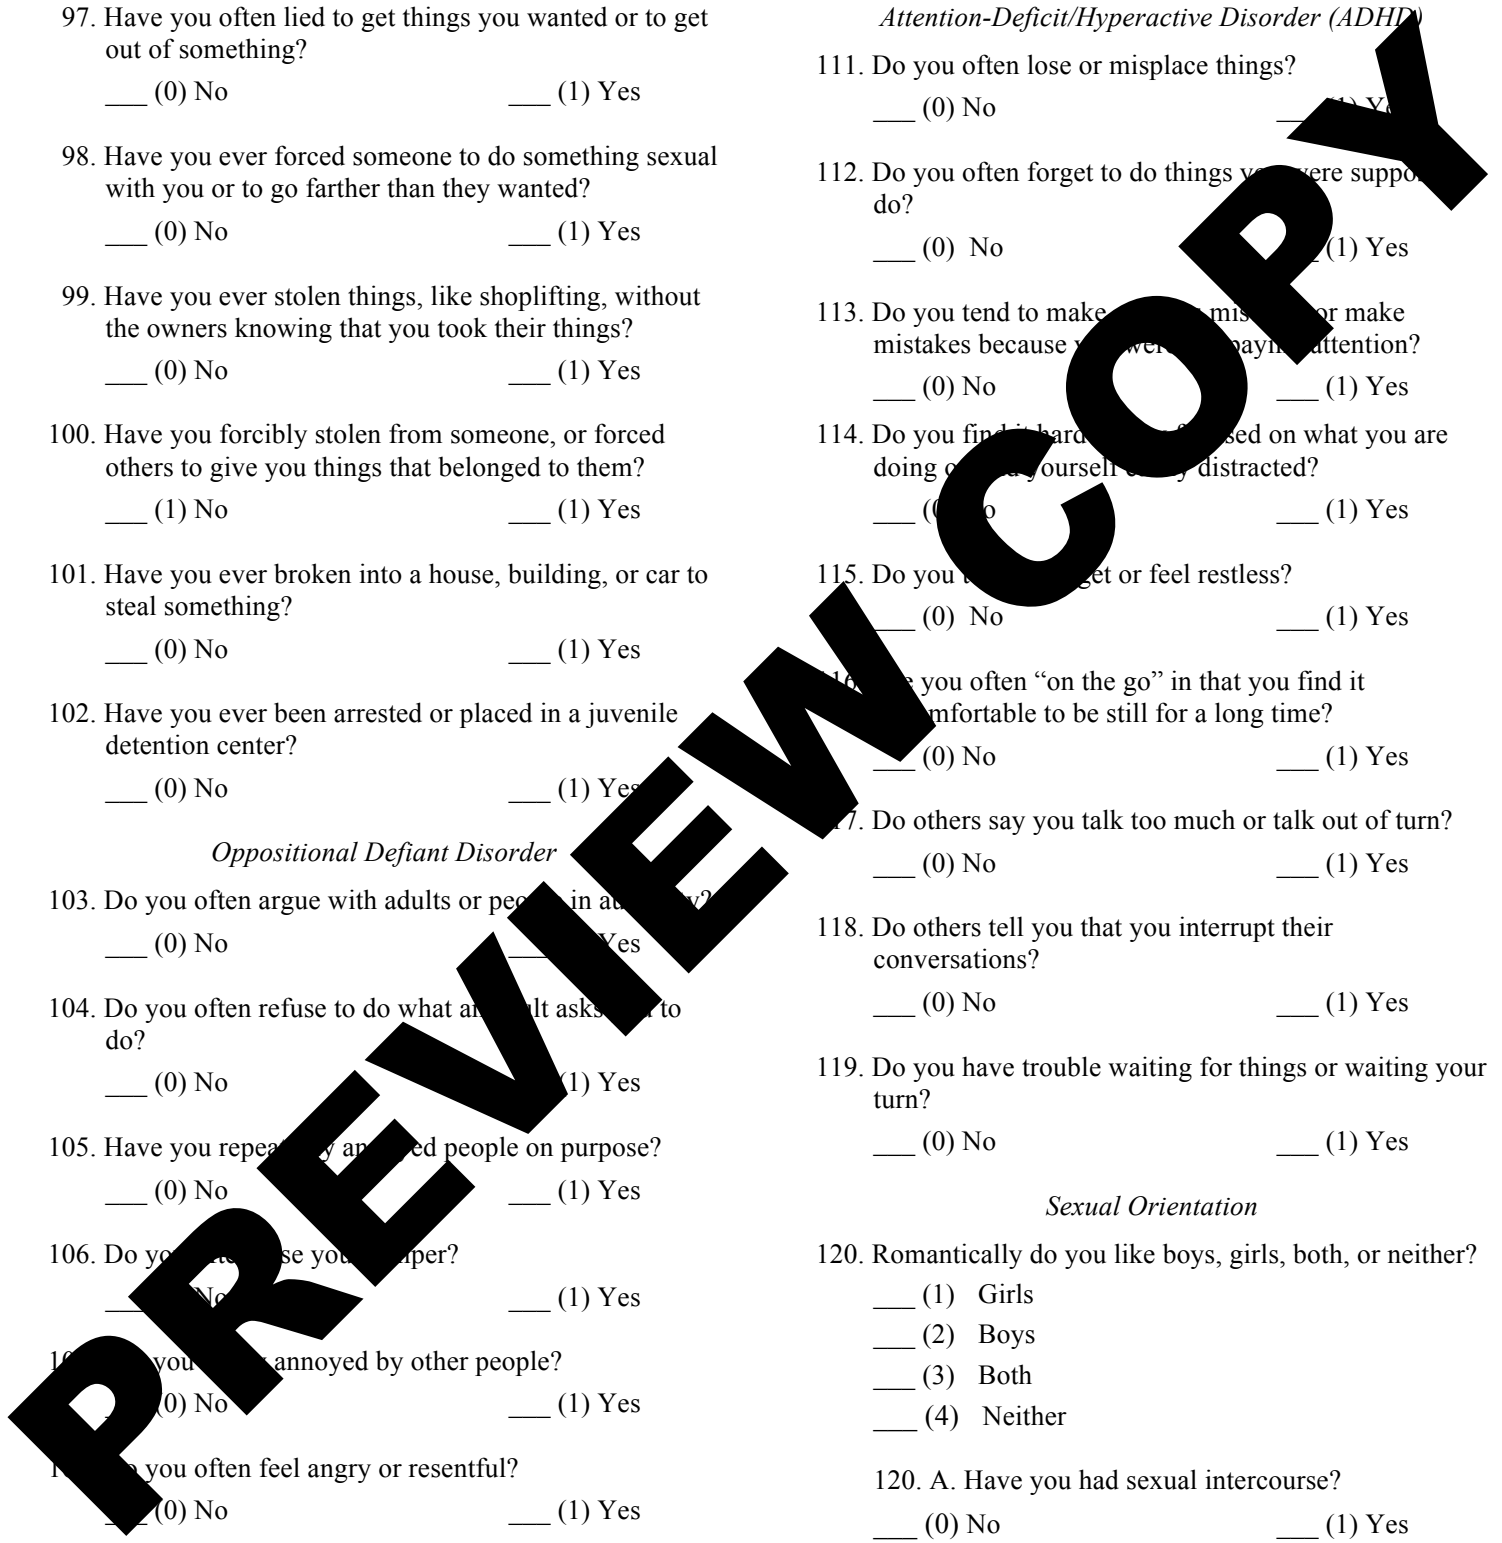 97. Have you often lied to get things you wanted or to get
out of something?
___ (0) No ___ (1) Yes
98. Have you ever forced someone to do something sexual
with you or to go farther than they wanted?
___ (0) No ___ (1) Yes
99. Have you ever stolen things, like shoplifting, without
the owners knowing that you took their things?
___ (0) No ___ (1) Yes
100. Have you forcibly stolen from someone, or forced
others to give you things that belonged to them?
___ (1) No ___ (1) Yes
101. Have you ever broken into a house, building, or car to
steal something?
___ (0) No ___ (1) Yes
102. Have you ever been arrested or placed in a juvenile
detention center?
___ (0) No ___ (1) Yes
Oppositional Defiant Disorder
103. Do you often argue with adults or in
___ (0) No ___ Yes
104. Do you often refuse to do what asks to
do?
___ (0) No (1) Yes
105. Have you people on purpose?
___ (0) No ___ (1) Yes
106. Do
___ No ___ (1) Yes
you annoyed by other people?
(0) No ___ (1) Yes
you often feel angry or resentful?
___ (0) No ___ (1) Yes
Attention-Deficit/Hyperactive Disorder (ADHD)
111. Do you often lose or misplace things?
___ (0) No ___ (1) Yes
112. Do you often forget to do things were
do?
___ (0) No (1) Yes
113. Do you tend to make or make
mistakes because attention?
___ (0) No ___ (1) Yes
114. Do you find it hard on what you are
doing yourself distracted?
___ ___ (1) Yes
115. Do you or feel restless?
___ (0) No ___ (1) Yes
you often “on the go” in that you find it
to be still for a long time?
___ (0) No ___ (1) Yes
Do others say you talk too much or talk out of turn?
___ (0) No ___ (1) Yes
118. Do others tell you that you interrupt their
conversations?
___ (0) No ___ (1) Yes
119. Do you have trouble waiting for things or waiting your
turn?
___ (0) No ___ (1) Yes
Sexual Orientation
120. Romantically do you like boys, girls, both, or neither?
___ (1) Girls
___ (2) Boys
___ (3) Both
___ (4) Neither
120. A. Have you had sexual intercourse?
___ (0) No ___ (1) Yes
PREVIEW COPY